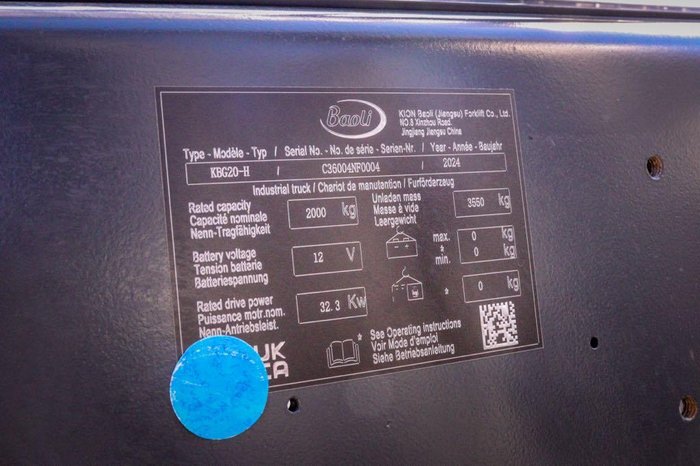 Baoli
KION Baoli (Jiangsu) Forklift Co., Ltd.
NO.8 Xinzhou Road.
Jingjiang Jiangsu China
Type - Modèle - Typ / Serial No. - No. de série - Serien-Nr. / Year - Année - Baujahr
KBG20-H / C36004NF0004 / 2024
Industrial truck / Chariot de manutention / Furförderzeug
Rated capacity
Capacité nominale
Nenn-Tragfähigkeit
2000 kg
Unladen mass
Masse à vide
Leergewicht
3550 kg
Battery voltage
Tension batterie
Batteriespannung
12 V
max. 0 kg
*
min. 0 kg
Rated drive power
Puissance motr.nom.
Nenn-Antriebsleist.
32.3 Kw
* 0 kg
UK
CA
* See Operating instructions
Voir Mode d'emploi
Siehe Betriebsanleitung